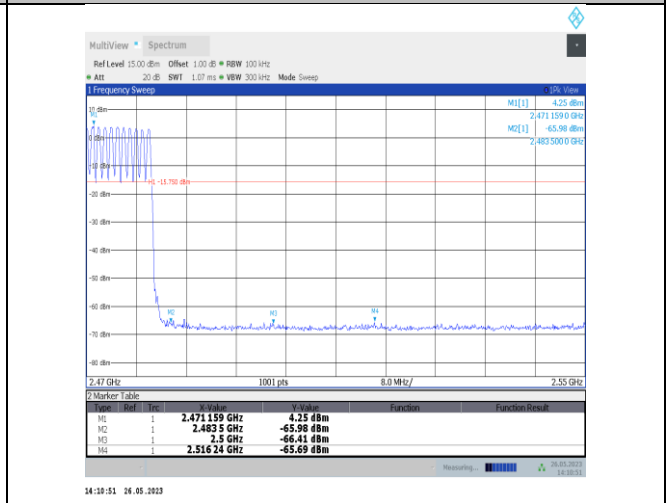 MultiView Spectrum
Ref Level 15.00 dBm Offset 1.00 dB RBW 100 kHz
Att 20 dB SWT 1.07 ms VBW 300 kHz Mode Sweep
1 Frequency Sweep 1Pk View
M1[1] 4.25 dBm
2.471 159 0 GHz
M2[1] -65.98 dBm
2.483 500 0 GHz
10 dBm
M1
0 dBm
-10 dBm
H1 -15.750 dBm
-20 dBm
-30 dBm
-40 dBm
-50 dBm
-60 dBm
M2 M3 M4
-70 dBm
-80 dBm
2.47 GHz 1001 pts 8.0 MHz/ 2.55 GHz
2 Marker Table
Type Ref Trc X-Value Y-Value Function Function Result
M1 1 2.471 159 GHz 4.25 dBm
M2 1 2.483 5 GHz -65.98 dBm
M3 1 2.5 GHz -66.41 dBm
M4 1 2.516 24 GHz -65.69 dBm
Measuring... 26.05.2023
14:10:51
14:10:51 26.05.2023